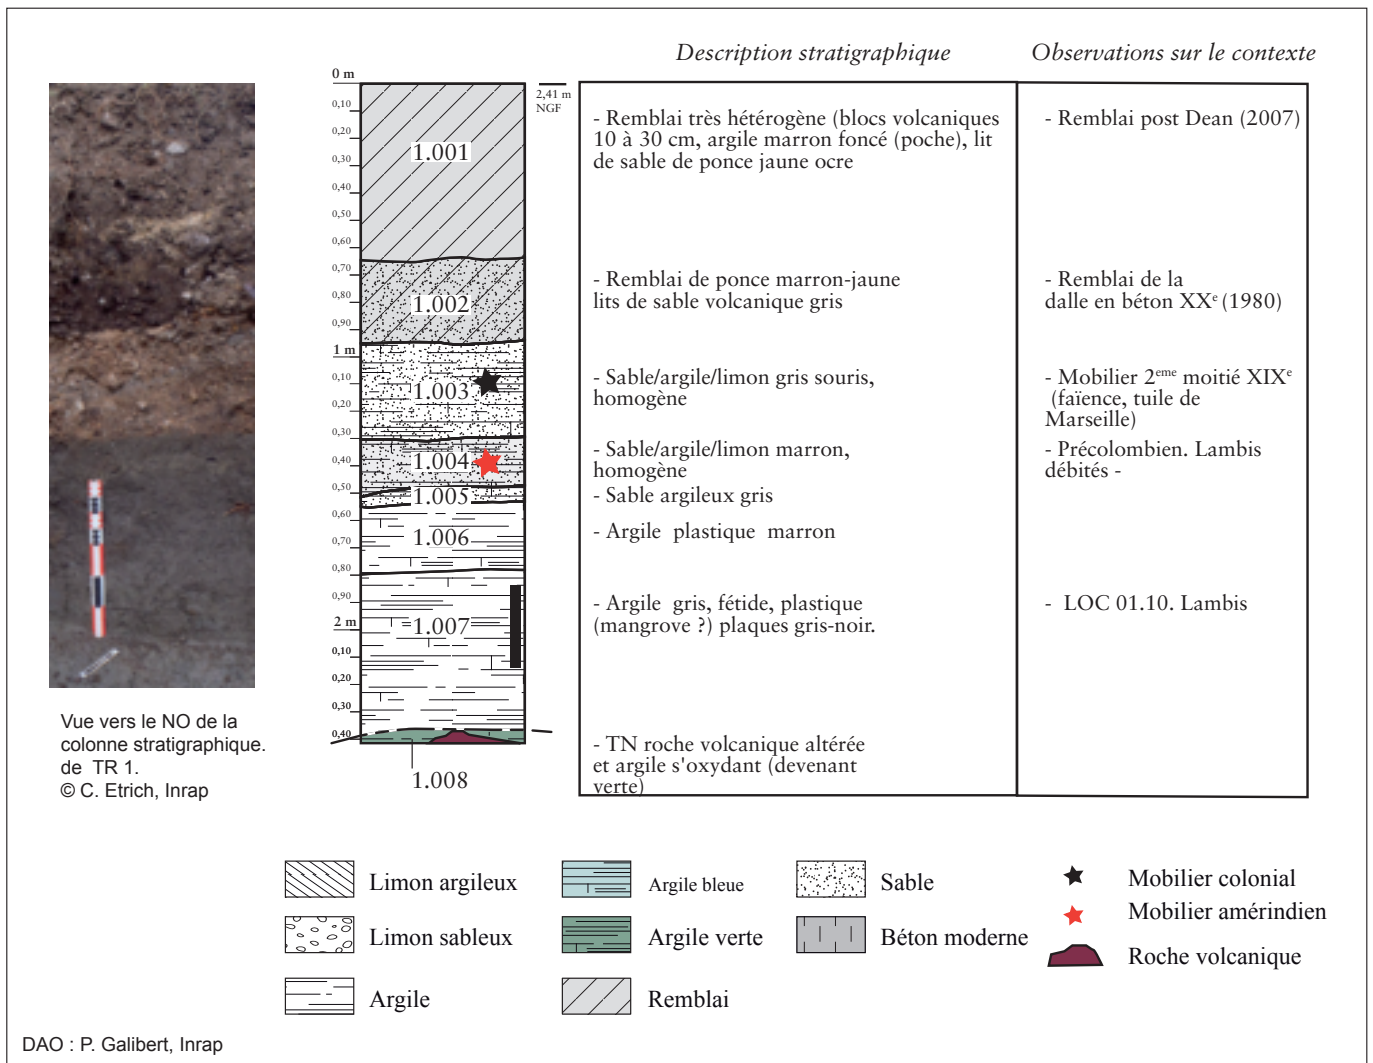 Description stratigraphique
Observations sur le contexte
0 m
0,10
0,20
0,30
0,40
0,50
0,60
0,70
0,80
0,90
1 m
0,10
0,20
0,30
0,40
0,50
0,60
0,70
0,80
0,90
2 m
0,10
0,20
0,30
0,40
2,41 m
NGF
1.001
1.002
1.003
1.004
1.005
1.006
1.007
1.008
- Remblai très hétérogène (blocs volcaniques
10 à 30 cm, argile marron foncé (poche), lit
de sable de ponce jaune ocre
- Remblai post Dean (2007)
- Remblai de ponce marron-jaune
lits de sable volcanique gris
- Remblai de la
dalle en béton XXe (1980)
- Sable/argile/limon gris souris,
homogène
- Mobilier 2eme moitié XIXe
(faïence, tuile de
Marseille)
- Sable/argile/limon marron,
homogène
- Précolombien. Lambis
débités -
- Sable argileux gris
- Argile plastique marron
- Argile gris, fétide, plastique
(mangrove ?) plaques gris-noir.
- LOC 01.10. Lambis
- TN roche volcanique altérée
et argile s'oxydant (devenant
verte)
Vue vers le NO de la
colonne stratigraphique.
de TR 1.
© C. Etrich, Inrap
Limon argileux
Limon sableux
Argile
Argile bleue
Argile verte
Remblai
Sable
Béton moderne
Mobilier colonial
Mobilier amérindien
Roche volcanique
DAO : P. Galibert, Inrap